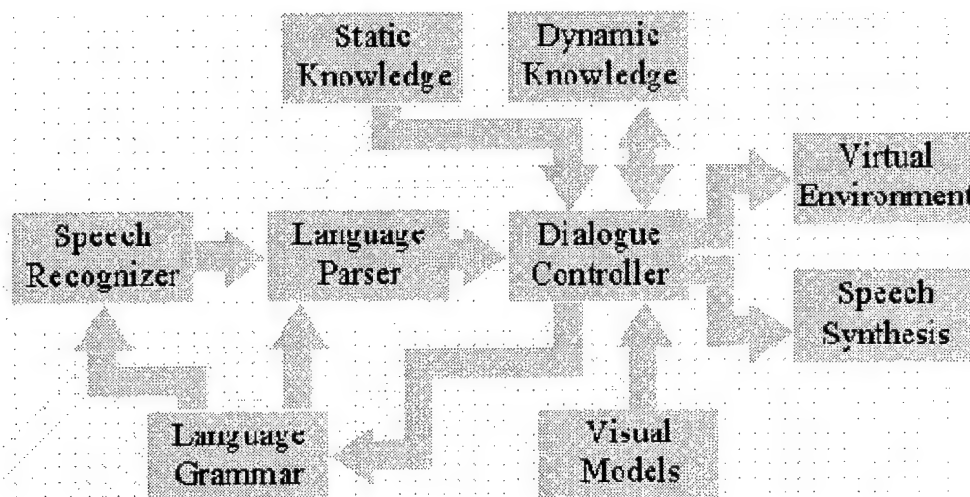 Static
Knowledge
Dynamic
Knowledge
Virtual
Environment
Speech
Recognizer
Language
Parser
Dialogue
Controller
Speech
Synthesis
Language
Grammar
Visual
Models